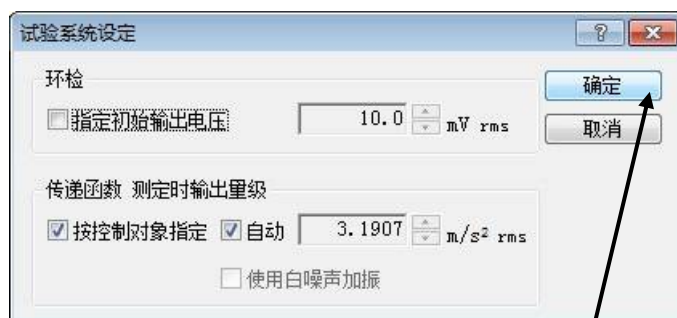 试验系统设定
环检
确定
指定初始输出电压 10.0 mV rms
取消
传递函数 测定时输出量级
按控制对象指定 自动 3.1907 m/s² rms
使用白噪声加振